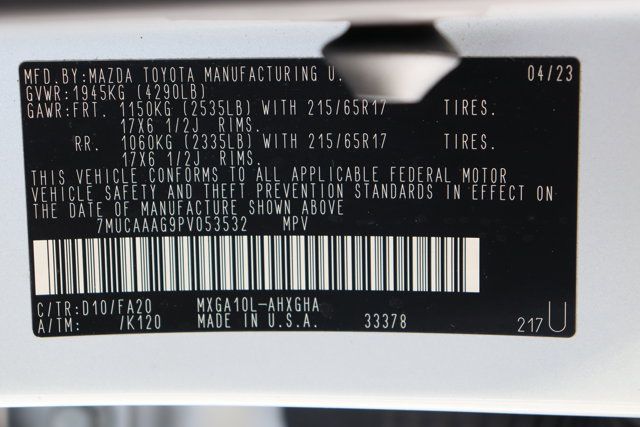 MFD.BY:MAZDA TOYOTA MANUFACTURING U. 04/23
GVWR:1945KG (4290LB)
GAWR:FRT. 1150KG (2535LB) WITH 215/65R17 TIRES.
17X6 1/2J RIMS.
RR. 1060KG (2335LB) WITH 215/65R17 TIRES.
17X6 1/2J RIMS.
THIS VEHICLE CONFORMS TO ALL APPLICABLE FEDERAL MOTOR
VEHICLE SAFETY AND THEFT PREVENTION STANDARDS IN EFFECT ON
THE DATE OF MANUFACTURE SHOWN ABOVE
7MUCAAAG9PV053532 MPV
C/TR:D10/FA20 MXGA10L-AHXGHA
A/TM: /K120 MADE IN U.S.A. 33378 217U